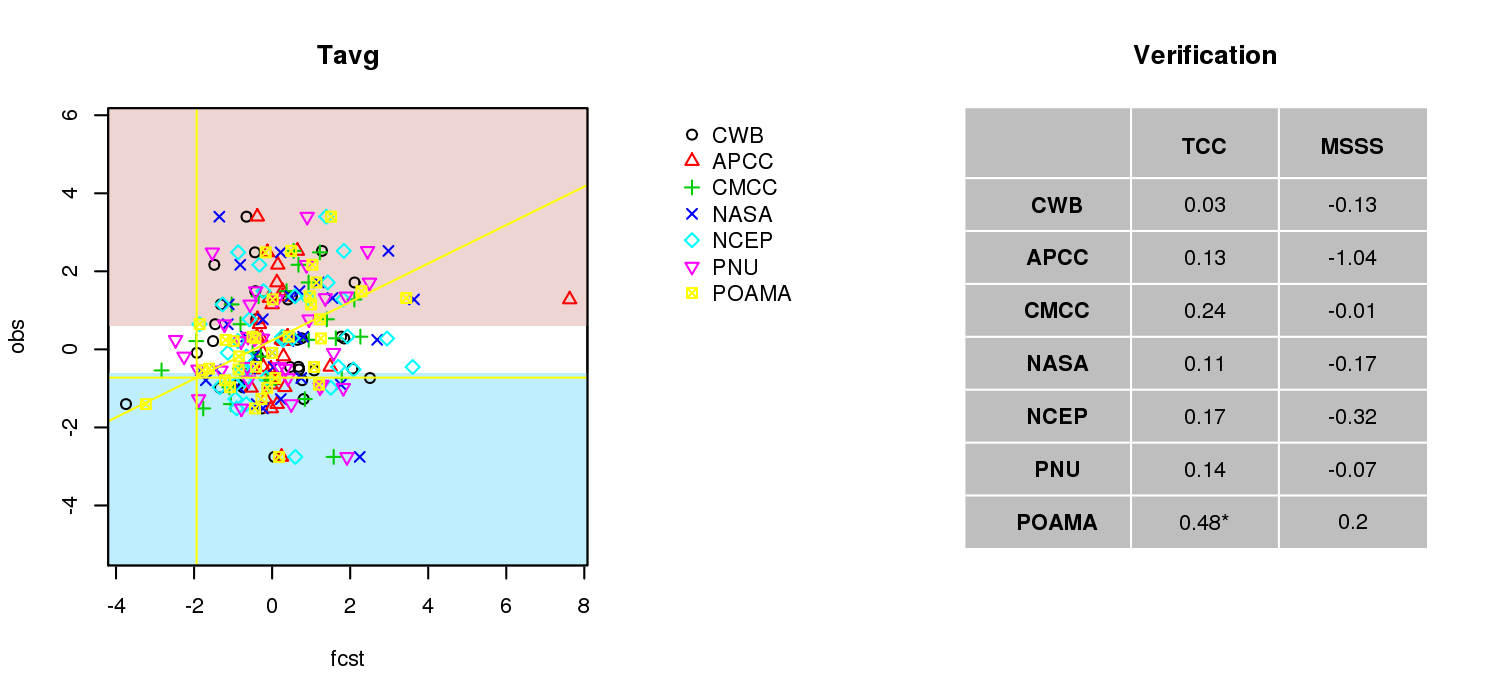 Tavg
6
4
2
0
-2
-4
obs
-4 -2 0 2 4 6 8
fcst
CWB
APCC
CMCC
NASA
NCEP
PNU
POAMA
Verification
TCC MSSS
CWB 0.03 -0.13
APCC 0.13 -1.04
CMCC 0.24 -0.01
NASA 0.11 -0.17
NCEP 0.17 -0.32
PNU 0.14 -0.07
POAMA 0.48* 0.2